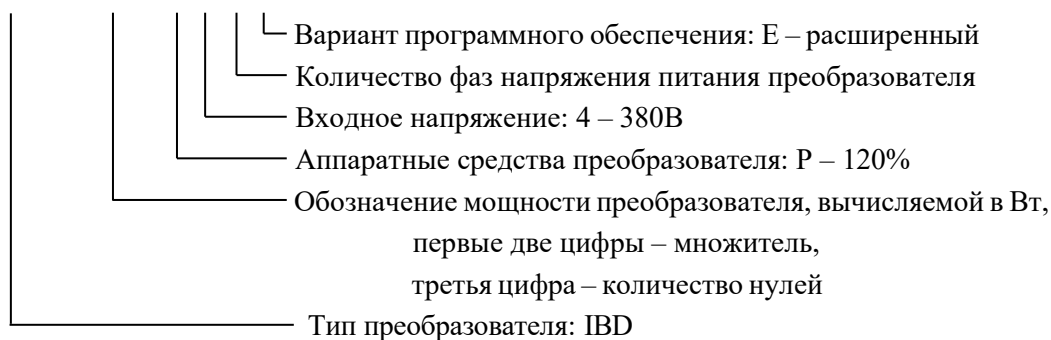 Вариант программного обеспечения: Е – расширенный
Количество фаз напряжения питания преобразователя
Входное напряжение: 4 – 380В
Аппаратные средства преобразователя: Р – 120%
Обозначение мощности преобразователя, вычисляемой в Вт,
первые две цифры – множитель,
третья цифра – количество нулей
Тип преобразователя: IBD